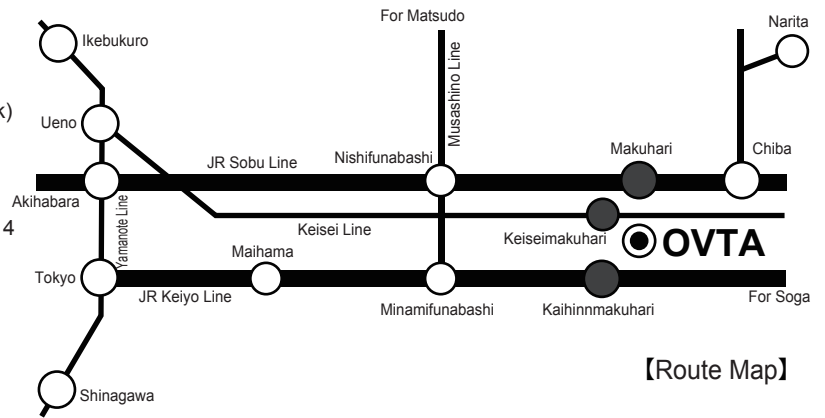 For Matsudo
Narita
Ikebukuro
Musashino Line
k)
Ueno
JR Sobu Line
Nishifunabashi
Makuhari
Chiba
Akihabara
Yamanote Line
4
Keisei Line
Keiseimakuhari
OVTA
Maihama
Tokyo
JR Keiyo Line
Minamifunabashi
Kaihinnmakuhari
For Soga
【Route Map】
Shinagawa